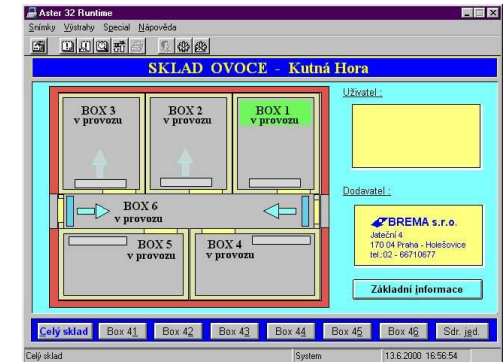 Aster 32 Runtime
Snímky Výstrahy Special Nápověda
SKLAD OVOCE - Kutná Hora
BOX 3
v provozu
BOX 2
v provozu
BOX 1
v provozu
BOX 6
v provozu
BOX 5
v provozu
BOX 4
v provozu
Uživatel :
Dodavatel :
BREMA s.r.o.
Jateční 4
170 04 Praha - Holešovice
tel.:02 - 66710677
Základní informace
Celý sklad Box 41 Box 42 Box 43 Box 44 Box 45 Box 46 Sdr. jed.
Celý sklad System 13.6.2000 16:56:54